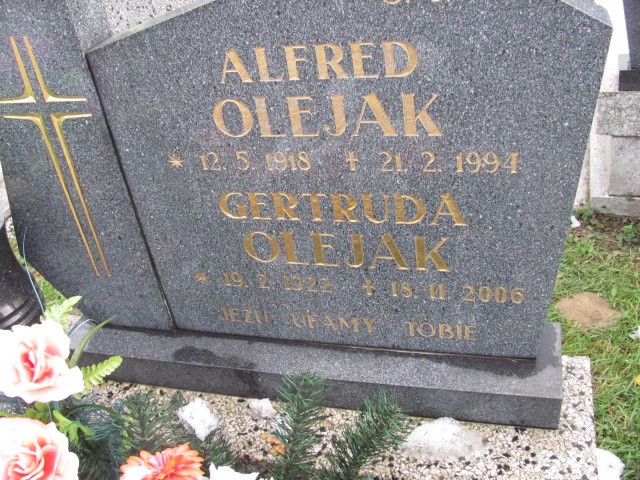 ALFRED
OLEJAK
* 12. 5. 1918 ✝ 21. 2. 1994
GERTRUDA
OLEJAK
* 19. 2. 1922 ✝ 18. 11 2006
JEZU UFAMY TOBIE